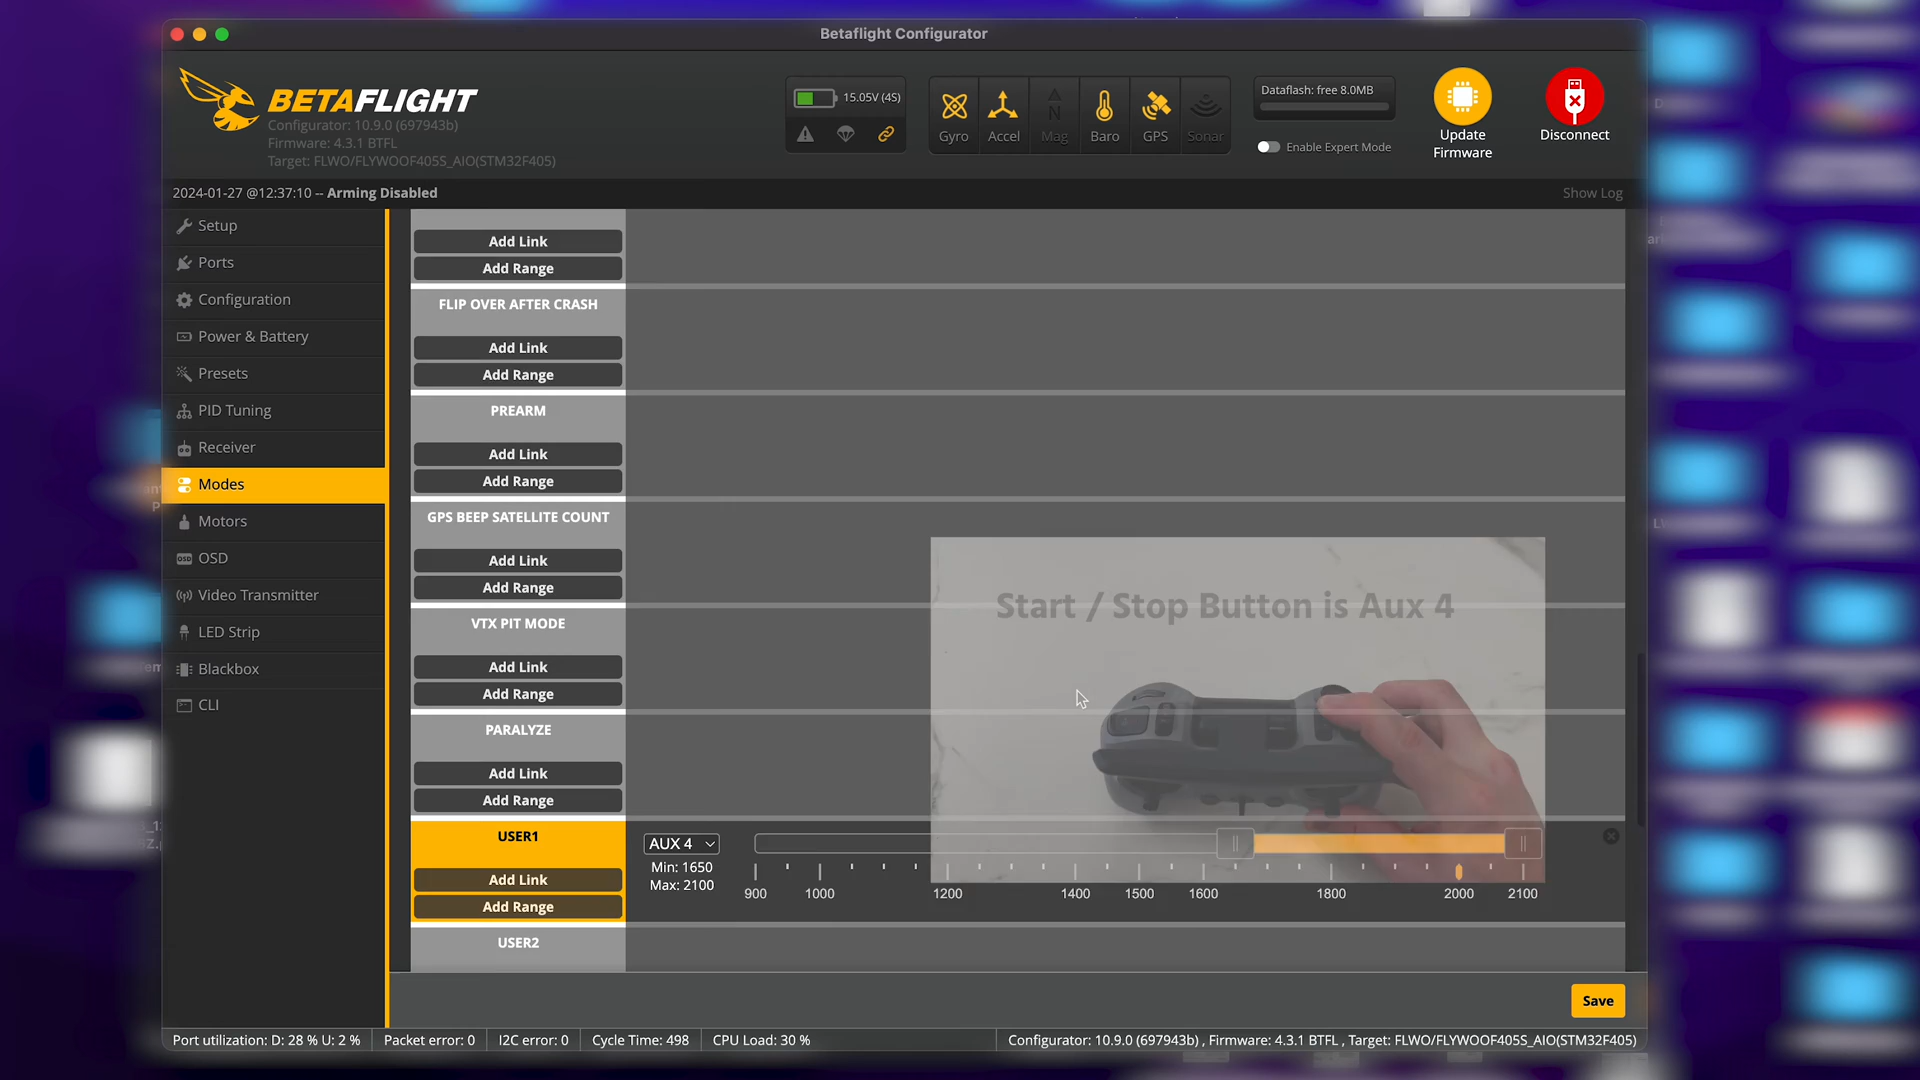 Betaflight Configurator
BETAFLIGHT
Configurator: 10.9.0 (697943b)
Firmware: 4.3.1 BTFL
Target: FLWO/FLYWOOF405S_AIO(STM32F405)
15.05V (4S)
Gyro
Accel
Mag
Baro
GPS
Sonar
Dataflash: free 8.0MB
Enable Expert Mode
Update
Firmware
Disconnect
2024-01-27 @12:37:10 -- Arming Disabled
Show Log
Setup
Ports
Configuration
Power & Battery
Presets
PID Tuning
Receiver
Modes
Motors
OSD
Video Transmitter
LED Strip
Blackbox
CLI
Add Link
Add Range
FLIP OVER AFTER CRASH
Add Link
Add Range
PREARM
Add Link
Add Range
GPS BEEP SATELLITE COUNT
Add Link
Add Range
VTX PIT MODE
Add Link
Add Range
PARALYZE
Add Link
Add Range
USER1
Add Link
Add Range
USER2
Start / Stop Button is Aux 4
AUX 4
Min: 1650
Max: 2100
900 1000 1200 1400 1500 1600 1800 2000 2100
Save
Port utilization: D: 28 % U: 2 %
Packet error: 0
I2C error: 0
Cycle Time: 498
CPU Load: 30 %
Configurator: 10.9.0 (697943b) , Firmware: 4.3.1 BTFL , Target: FLWO/FLYWOOF405S_AIO(STM32F405)